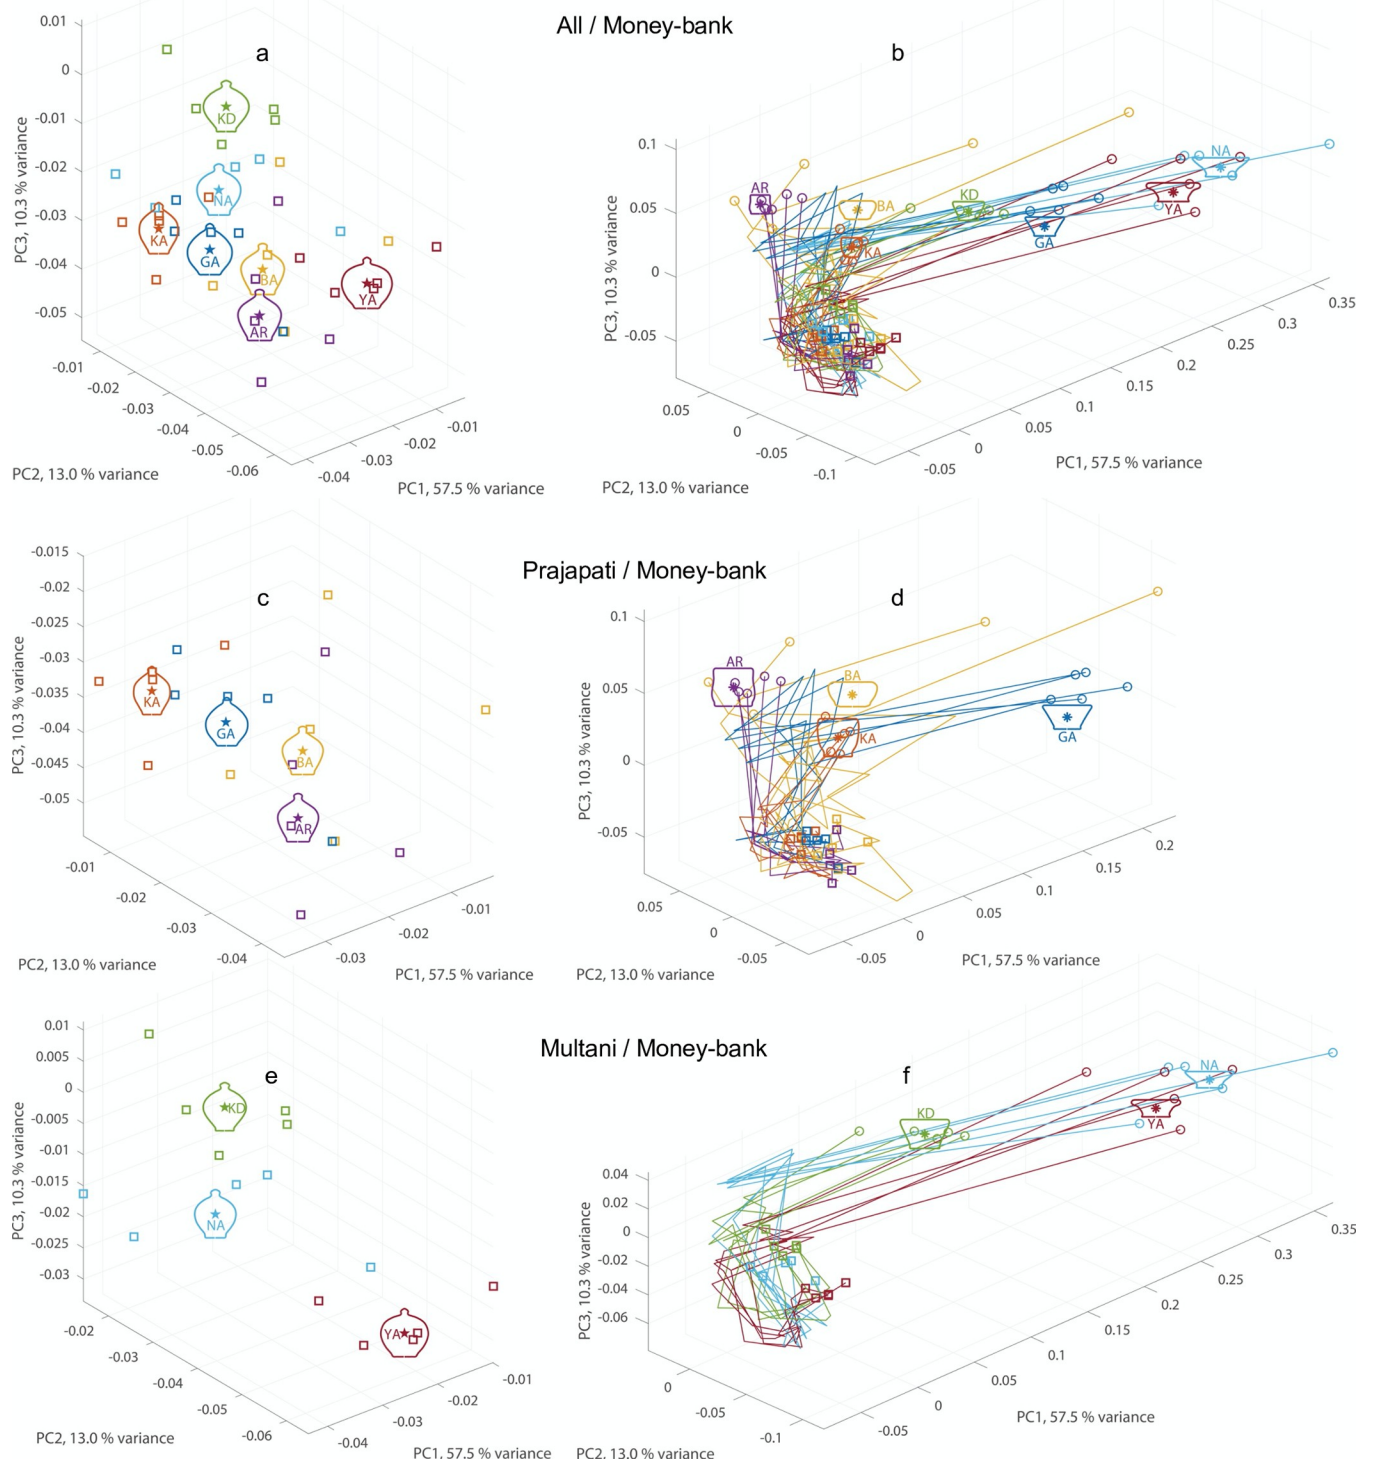 All / Money-bank
a
b
0.01
0
-0.01
-0.02
-0.03
-0.04
-0.05
PC3, 10.3 % variance
KD
NA
KA
GA
BA
AR
YA
-0.01
-0.02
-0.03
-0.04
-0.05
-0.06
PC2, 13.0 % variance
-0.04
-0.03
-0.02
-0.01
PC1, 57.5 % variance
0.1
0.05
0
-0.05
PC3, 10.3 % variance
AR
BA
KA
KD
GA
NA
YA
0.05
0
-0.05
-0.1
PC2, 13.0 % variance
-0.05
0
0.05
0.1
0.15
0.2
0.25
0.3
0.35
PC1, 57.5 % variance
Prajapati / Money-bank
c
d
-0.015
-0.02
-0.025
-0.03
-0.035
-0.04
-0.045
-0.05
PC3, 10.3 % variance
KA
GA
BA
AR
-0.01
-0.02
-0.03
-0.04
PC2, 13.0 % variance
-0.03
-0.02
-0.01
PC1, 57.5 % variance
0.1
0.05
0
-0.05
PC3, 10.3 % variance
AR
BA
KA
GA
0.05
0
-0.05
PC2, 13.0 % variance
-0.05
0
0.05
0.1
0.15
0.2
PC1, 57.5 % variance
Multani / Money-bank
e
f
0.01
0.005
0
-0.005
-0.01
-0.015
-0.02
-0.025
-0.03
PC3, 10.3 % variance
KD
NA
YA
-0.02
-0.03
-0.04
-0.05
-0.06
PC2, 13.0 % variance
-0.04
-0.03
-0.02
-0.01
PC1, 57.5 % variance
0.04
0.02
0
-0.02
-0.04
-0.06
PC3, 10.3 % variance
KD
NA
YA
0
-0.05
-0.1
PC2, 13.0 % variance
-0.05
0
0.05
0.1
0.15
0.2
0.25
0.3
0.35
PC1, 57.5 % variance